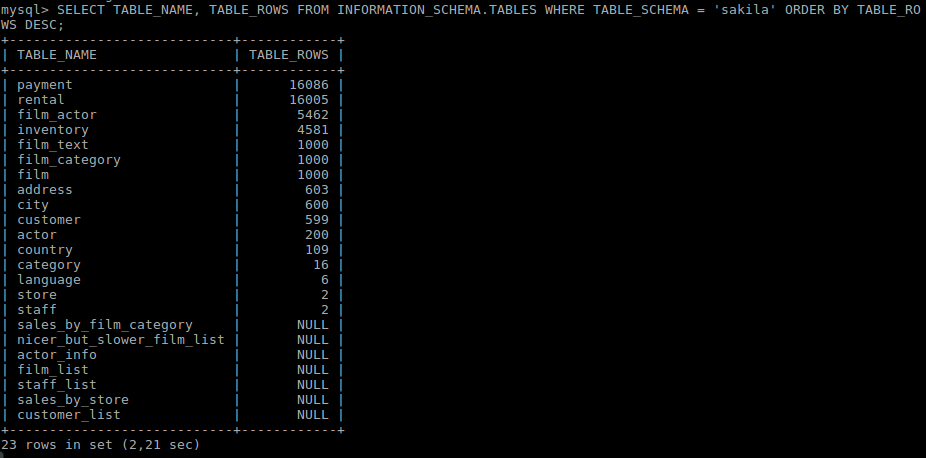 mysql> SELECT TABLE_NAME, TABLE_ROWS FROM INFORMATION_SCHEMA.TABLES WHERE TABLE_SCHEMA = 'sakila' ORDER BY TABLE_RO
WS DESC;
+----------------------------+------------+
| TABLE_NAME                 | TABLE_ROWS |
+----------------------------+------------+
| payment                    |      16086 |
| rental                     |      16005 |
| film_actor                 |       5462 |
| inventory                  |       4581 |
| film_text                  |       1000 |
| film_category              |       1000 |
| film                       |       1000 |
| address                    |        603 |
| city                       |        600 |
| customer                   |        599 |
| actor                      |        200 |
| country                    |        109 |
| category                   |         16 |
| language                   |          6 |
| store                      |          2 |
| staff                      |          2 |
| sales_by_film_category     |       NULL |
| nicer_but_slower_film_list |       NULL |
| actor_info                 |       NULL |
| film_list                  |       NULL |
| staff_list                 |       NULL |
| sales_by_store             |       NULL |
| customer_list              |       NULL |
+----------------------------+------------+
23 rows in set (2,21 sec)